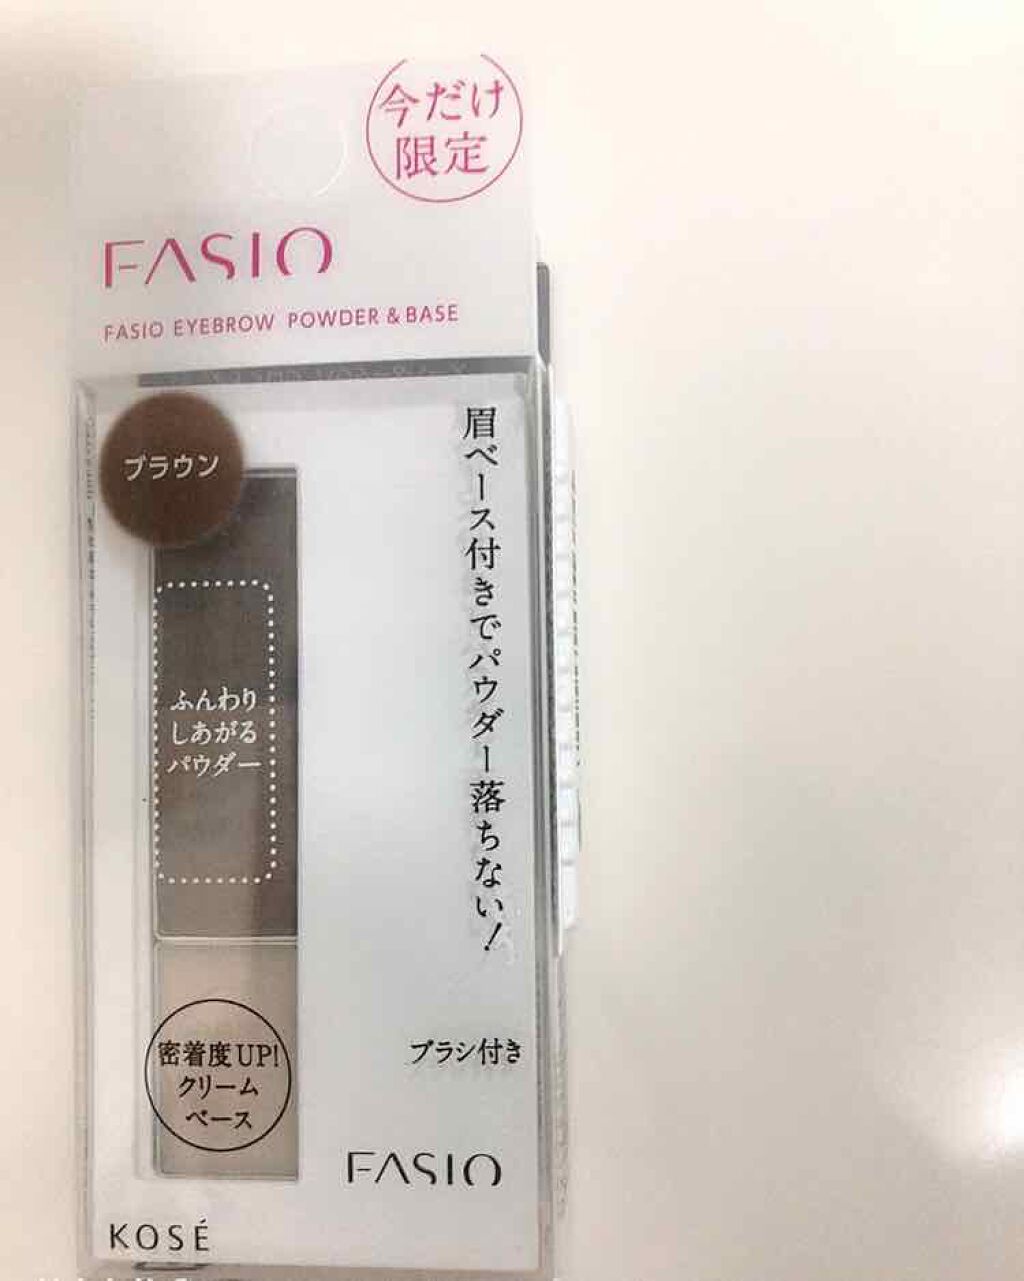 今だけ
限定
FASIO
FASIO EYEBROW POWDER & BASE
ブラウン
眉ベース付きでパウダー落ちない!
ふんわり
しあがる
パウダー
密着度UP!
クリーム
ベース
ブラシ付き
FASIO
KOSÉ